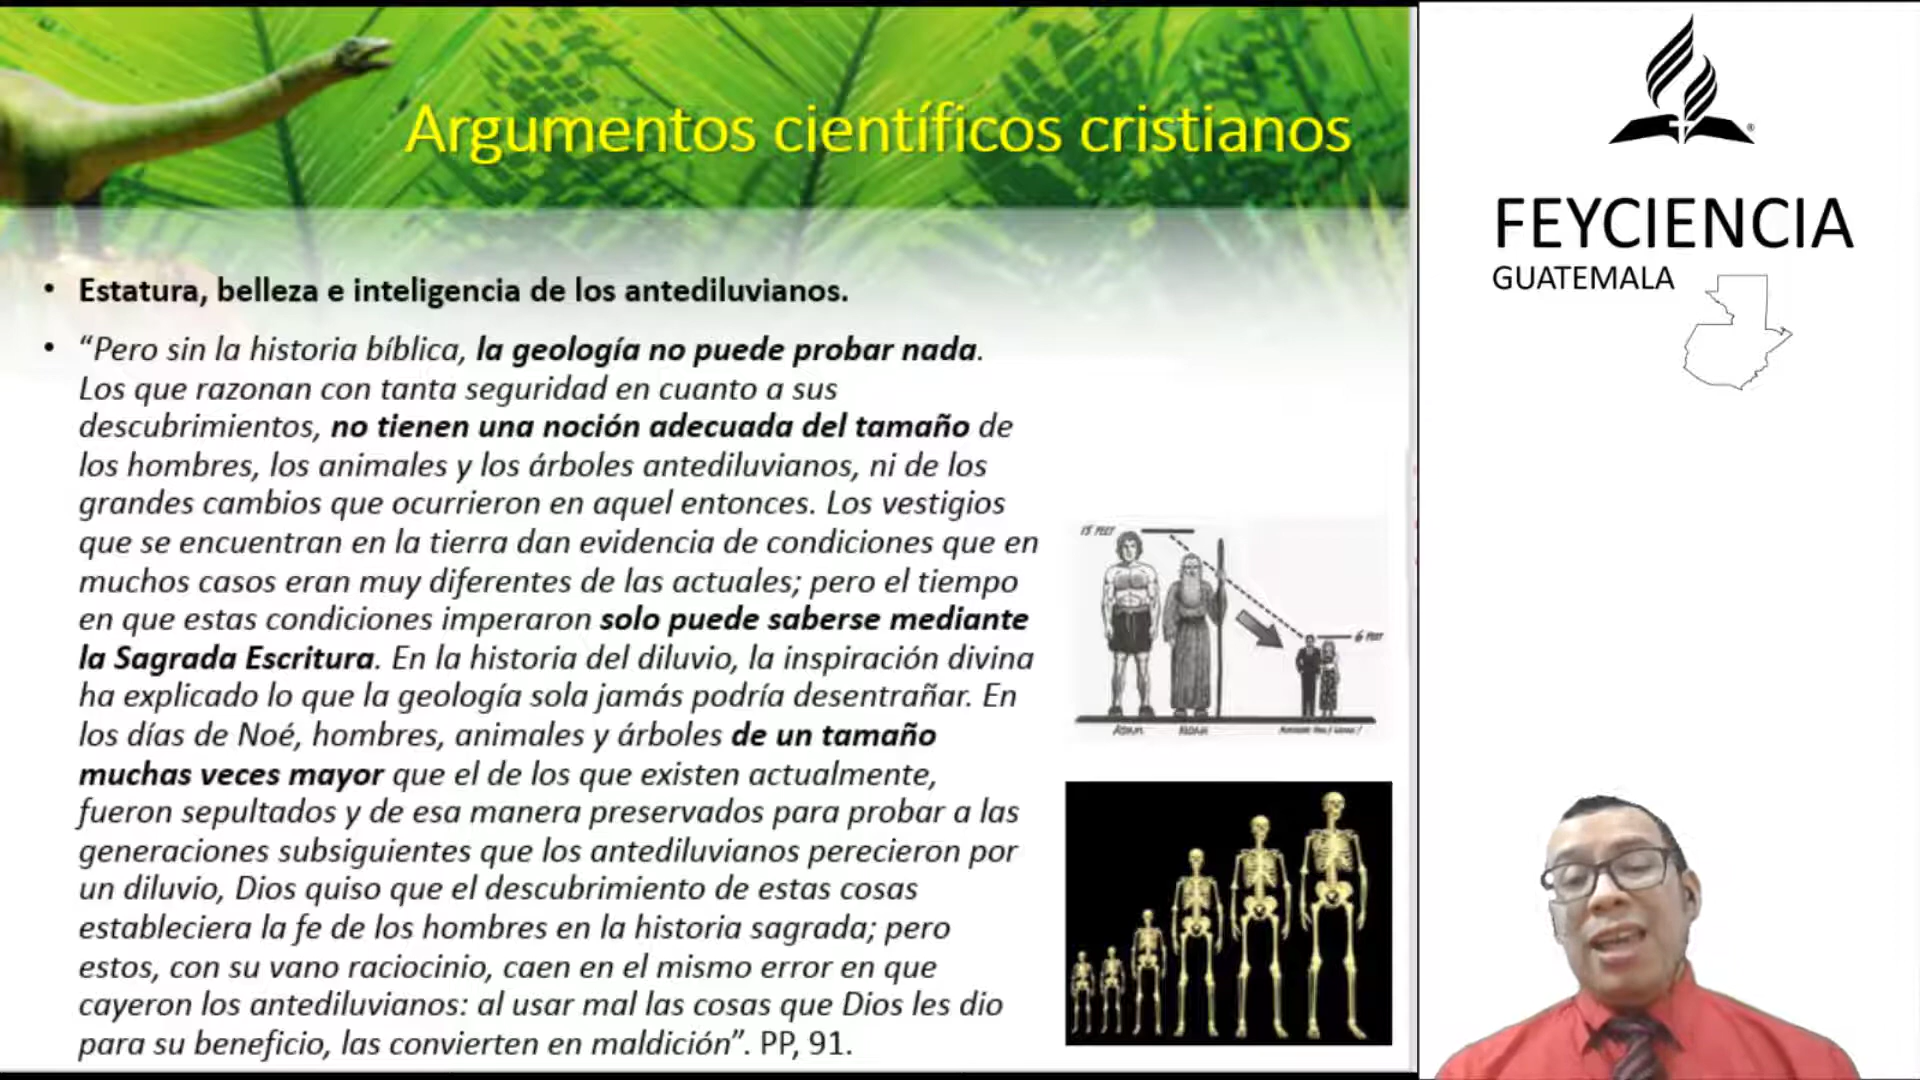 Argumentos científicos cristianos
• Estatura, belleza e inteligencia de los antediluvianos.
• “Pero sin la historia bíblica, la geología no puede probar nada.
Los que razonan con tanta seguridad en cuanto a sus
descubrimientos, no tienen una noción adecuada del tamaño de
los hombres, los animales y los árboles antediluvianos, ni de los
grandes cambios que ocurrieron en aquel entonces. Los vestigios
que se encuentran en la tierra dan evidencia de condiciones que en
muchos casos eran muy diferentes de las actuales; pero el tiempo
en que estas condiciones imperaron solo puede saberse mediante
la Sagrada Escritura. En la historia del diluvio, la inspiración divina
ha explicado lo que la geología sola jamás podría desentrañar. En
los días de Noé, hombres, animales y árboles de un tamaño
muchas veces mayor que el de los que existen actualmente,
fueron sepultados y de esa manera preservados para probar a las
generaciones subsiguientes que los antediluvianos perecieron por
un diluvio, Dios quiso que el descubrimiento de estas cosas
estableciera la fe de los hombres en la historia sagrada; pero
estos, con su vano raciocinio, caen en el mismo error en que
cayeron los antediluvianos: al usar mal las cosas que Dios les dio
para su beneficio, las convierten en maldición”. PP, 91.
15 FEET
6 FEET
ADAM
NOAH
®
FEYCIENCIA
GUATEMALA